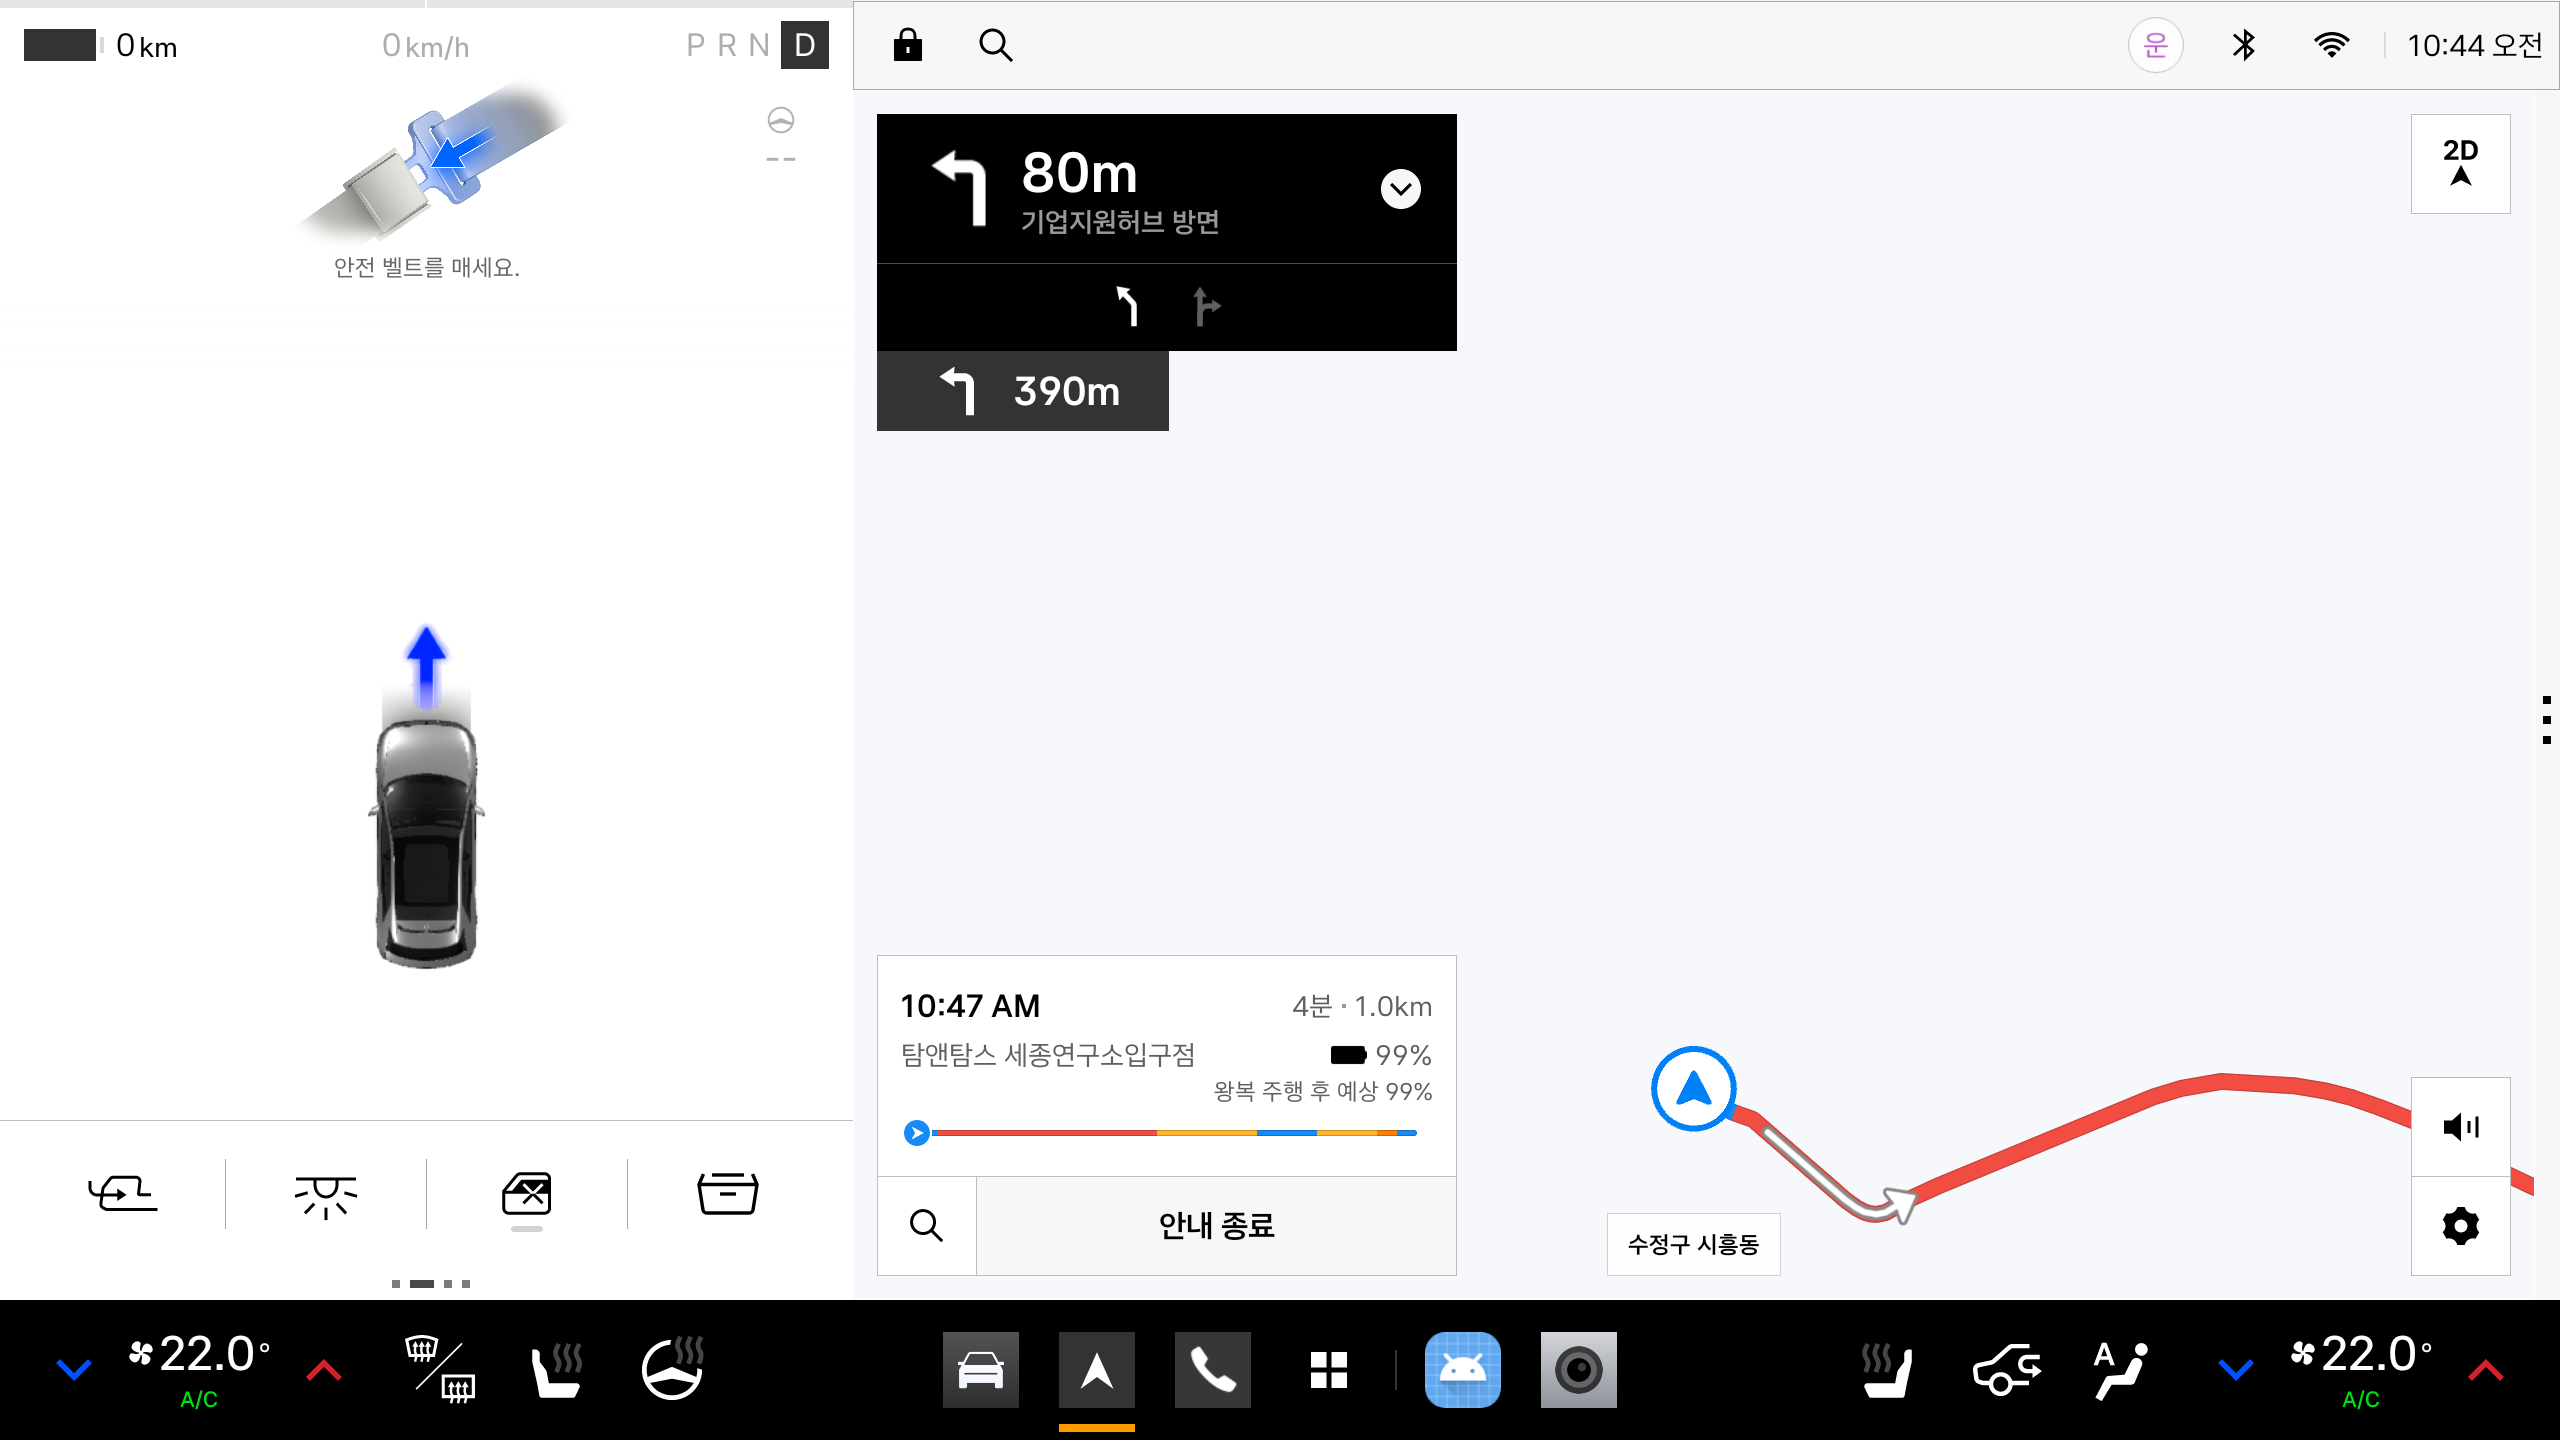 0 km
0 km/h
P R N D
안전 벨트를 매세요.
10:44 오전
운
80m
기업지원허브 방면
390m
2D
10:47 AM
4분 · 1.0km
탐앤탐스 세종연구소입구점
99%
왕복 주행 후 예상 99%
안내 종료
수정구 시흥동
22.0°
A/C
A
22.0°
A/C